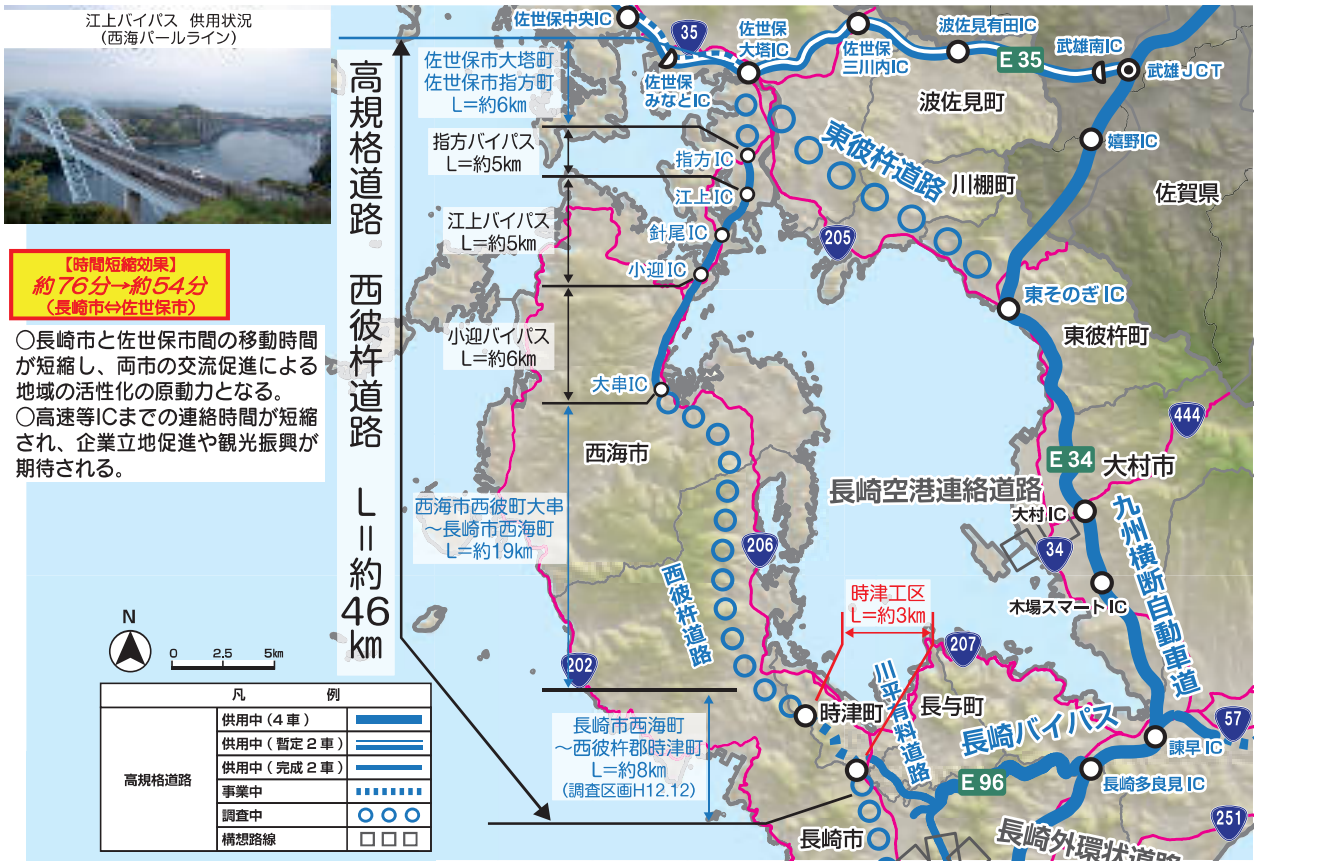 江上バイパス 供用状況
(西海パールライン)
【時間短縮効果】
約76分→約54分
(長崎市⇔佐世保市)
○長崎市と佐世保市間の移動時間
が短縮し、両市の交流促進による
地域の活性化の原動力となる。
○高速等ICまでの連絡時間が短縮
され、企業立地促進や観光振興が
期待される。
高規格道路 西彼杵道路 L=約46km
佐世保市大塔町
佐世保市指方町
L=約6km
指方バイパス
L=約5km
江上バイパス
L=約5km
小迎バイパス
L=約6km
西海市西彼町大串
~長崎市西海町
L=約19km
長崎市西海町
~西彼杵郡時津町
L=約8km
(調査区画H12.12)
佐世保中央IC
35
佐世保
みなとIC
佐世保
大塔IC
佐世保
三川内IC
波佐見有田IC
E 35
武雄南IC
武雄JCT
波佐見町
嬉野IC
佐賀県
東彼杵道路
川棚町
205
指方IC
江上IC
針尾IC
小迎IC
大串IC
東そのぎIC
東彼杵町
444
E 34
大村市
西海市
長崎空港連絡道路
大村IC
34
九州横断自動車道
木場スマートIC
206
西彼杵道路
時津工区
L=約3km
207
202
川平有料道路
時津町
長与町
長崎バイパス
57
諫早IC
E 96
長崎多良見IC
251
長崎市
長崎外環状道路
N
0 2.5 5km
凡 例
高規格道路
供用中(4車)
供用中(暫定2車)
供用中(完成2車)
事業中
調査中
構想路線